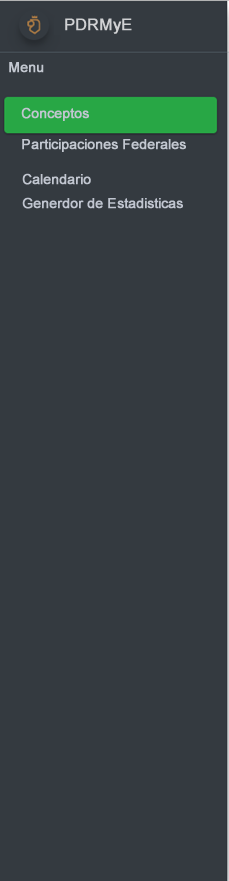 PDRMyE
Menu
Conceptos
Participaciones Federales
Calendario
Generdor de Estadisticas